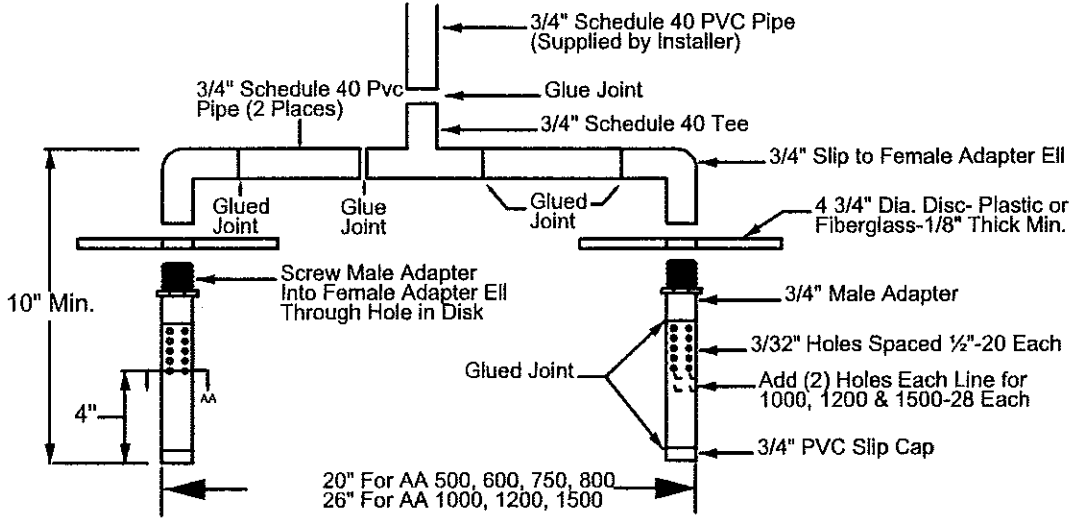 3/4" Schedule 40 PVC Pipe
(Supplied by Installer)
3/4" Schedule 40 Pvc
Pipe (2 Places)
Glue Joint
3/4" Schedule 40 Tee
3/4" Slip to Female Adapter Ell
Glued
Joint
Glue
Joint
Glued
Joint
4 3/4" Dia. Disc- Plastic or
Fiberglass-1/8" Thick Min.
Screw Male Adapter
Into Female Adapter Ell
Through Hole in Disk
10" Min.
3/4" Male Adapter
3/32" Holes Spaced ½"-20 Each
Glued Joint
Add (2) Holes Each Line for
1000, 1200 & 1500-28 Each
AA
4"
3/4" PVC Slip Cap
20" For AA 500, 600, 750, 800
26" For AA 1000, 1200, 1500